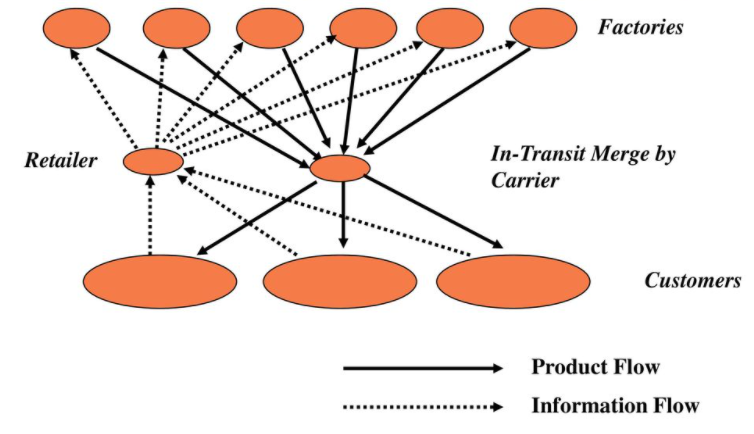 Factories
Retailer
In-Transit Merge by
Carrier
Customers
Product Flow
Information Flow